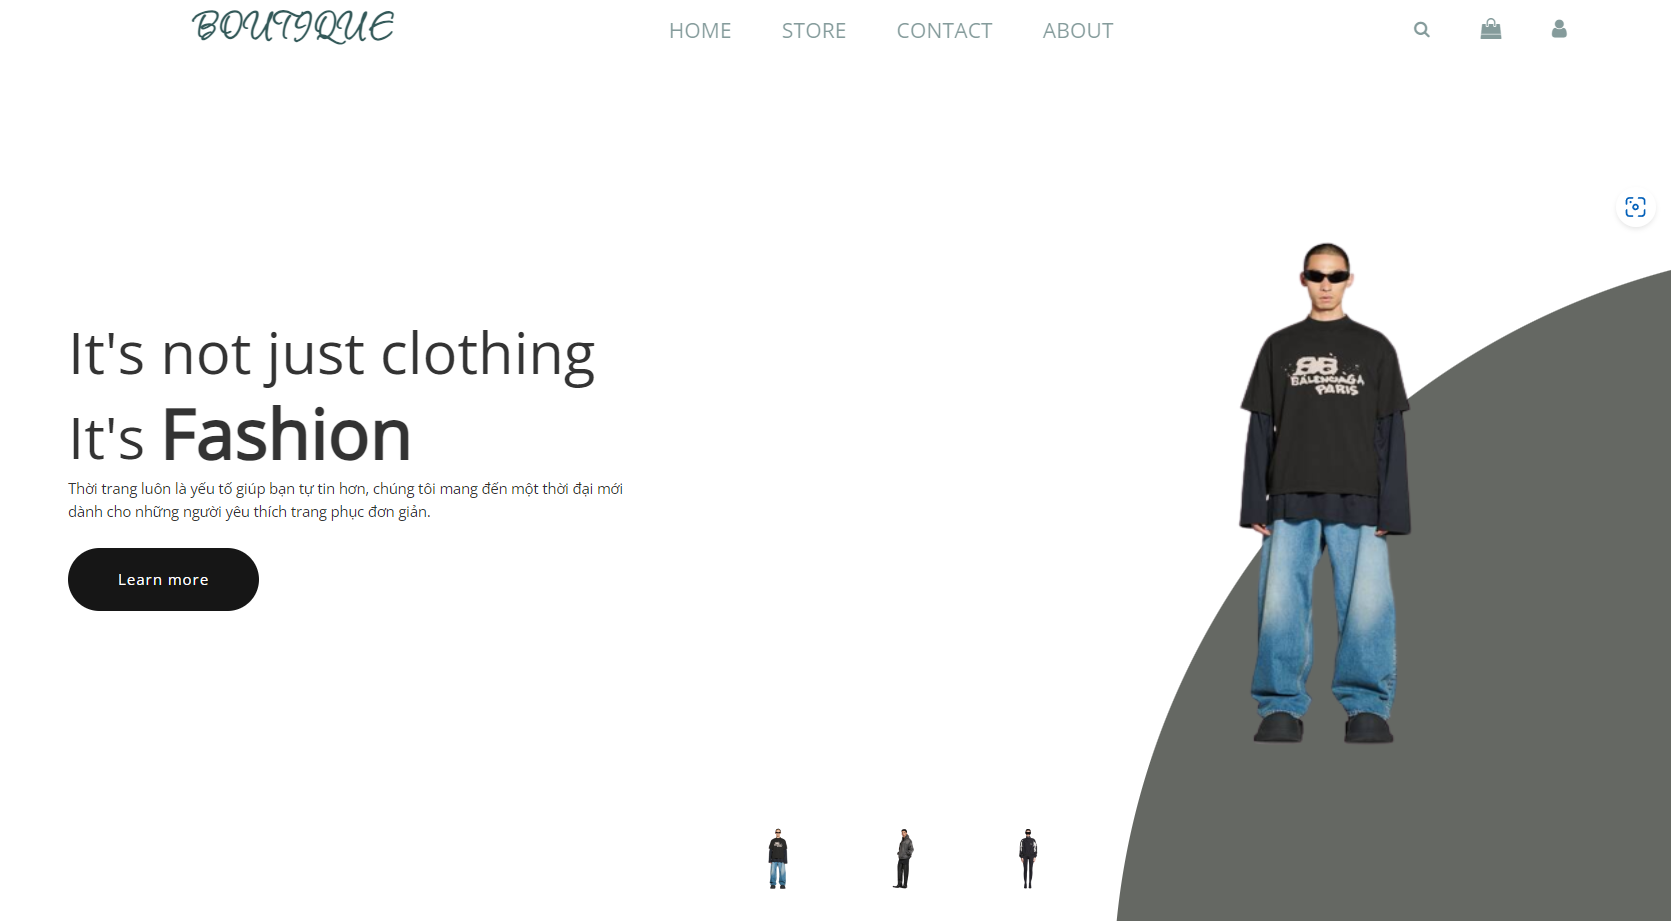 BOUTIQUE
HOME
STORE
CONTACT
ABOUT
It's not just clothing
It's Fashion
Thời trang luôn là yếu tố giúp bạn tự tin hơn, chúng tôi mang đến một thời đại mới
dành cho những người yêu thích trang phục đơn giản.
Learn more
BB
BALENCIAGA
PARIS